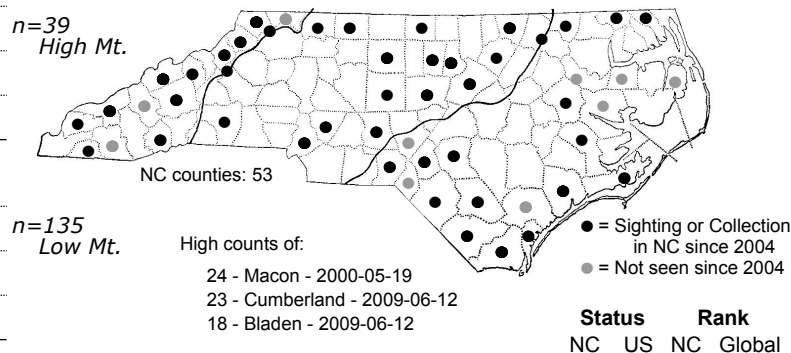 n=39
High Mt.
NC counties: 53
n=135
Low Mt.
High counts of:
24 - Macon - 2000-05-19
23 - Cumberland - 2009-06-12
18 - Bladen - 2009-06-12
= Sighting or Collection
in NC since 2004
= Not seen since 2004
Status Rank
NC US NC Global